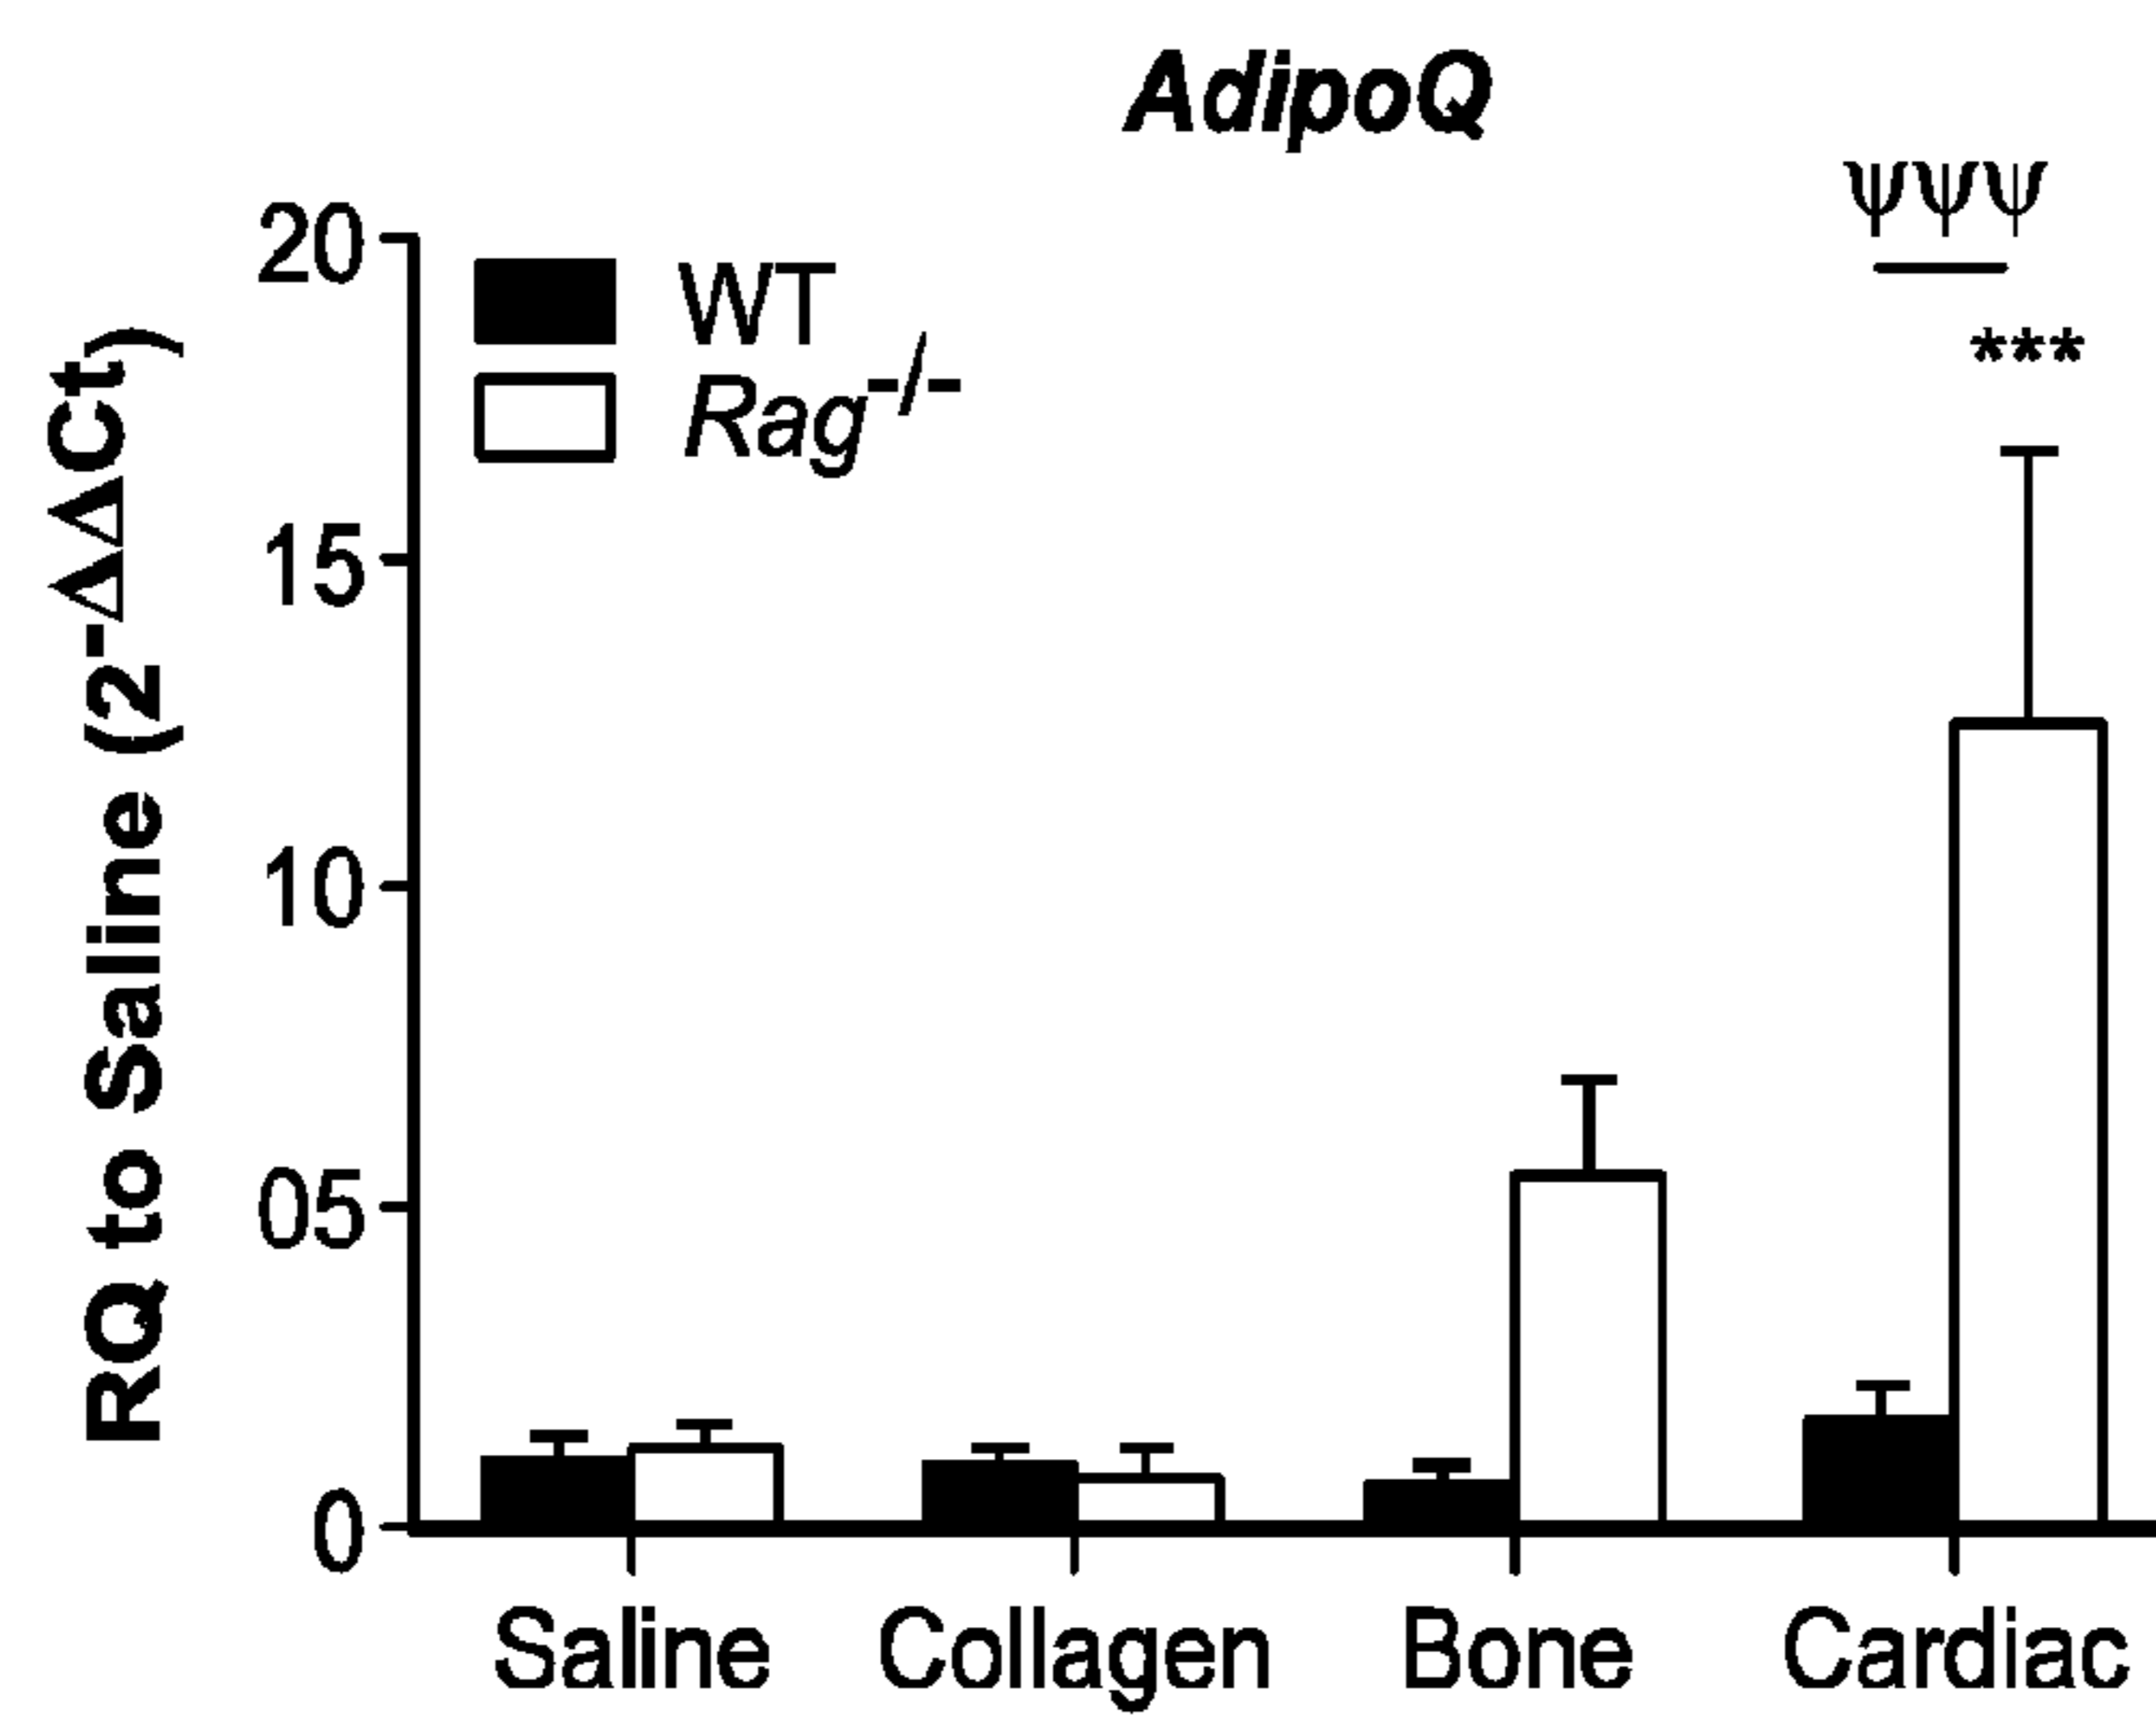 AdipoQ
ψψψ
***
WT
Rag-/-
RQ to Saline (2-ΔΔCt)
20
15
10
05
0
Saline Collagen Bone Cardiac